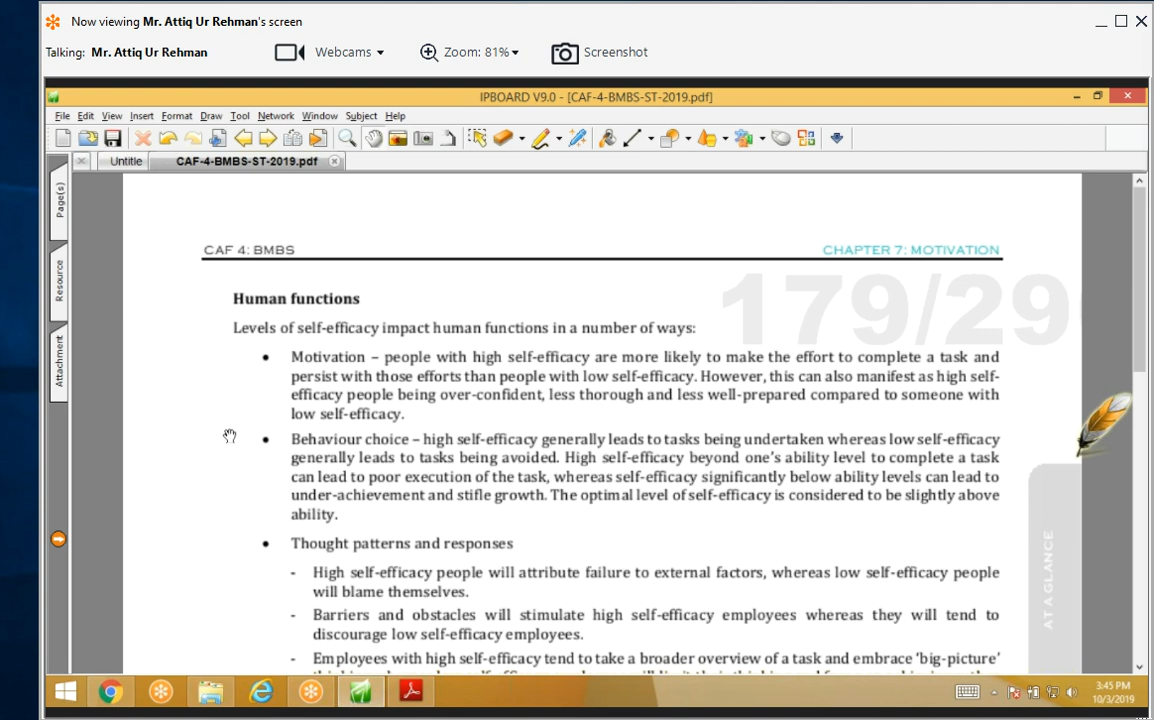 Now viewing Mr. Attiq Ur Rehman's screen
Talking: Mr. Attiq Ur Rehman Webcams Zoom: 81% Screenshot
IPBOARD V9.0 - [CAF-4-BMBS-ST-2019.pdf]
File Edit View Insert Format Draw Tool Network Window Subject Help
Untitle CAF-4-BMBS-ST-2019.pdf
Page(s)
Resource
Attachment
CAF 4: BMBS CHAPTER 7: MOTIVATION
179/29
Human functions
Levels of self-efficacy impact human functions in a number of ways:
• Motivation – people with high self-efficacy are more likely to make the effort to complete a task and
persist with those efforts than people with low self-efficacy. However, this can also manifest as high self-
efficacy people being over-confident, less thorough and less well-prepared compared to someone with
low self-efficacy.
• Behaviour choice – high self-efficacy generally leads to tasks being undertaken whereas low self-efficacy
generally leads to tasks being avoided. High self-efficacy beyond one's ability level to complete a task
can lead to poor execution of the task, whereas self-efficacy significantly below ability levels can lead to
under-achievement and stifle growth. The optimal level of self-efficacy is considered to be slightly above
ability.
• Thought patterns and responses
- High self-efficacy people will attribute failure to external factors, whereas low self-efficacy people
will blame themselves.
- Barriers and obstacles will stimulate high self-efficacy employees whereas they will tend to
discourage low self-efficacy employees.
- Employees with high self-efficacy tend to take a broader overview of a task and embrace 'big-picture'
AT A GLANCE
3:45 PM
10/3/2019